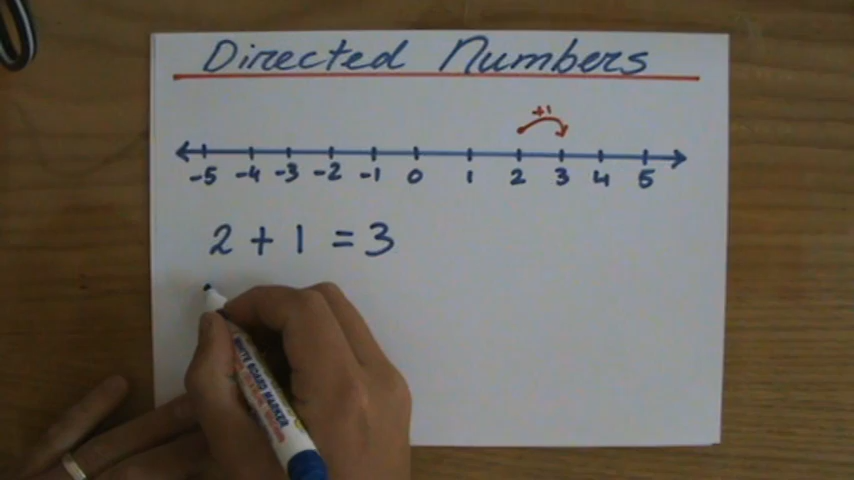 Directed Numbers
+1
-5 -4 -3 -2 -1 0 1 2 3 4 5
2 + 1 = 3
WHITE BOARD MARKER